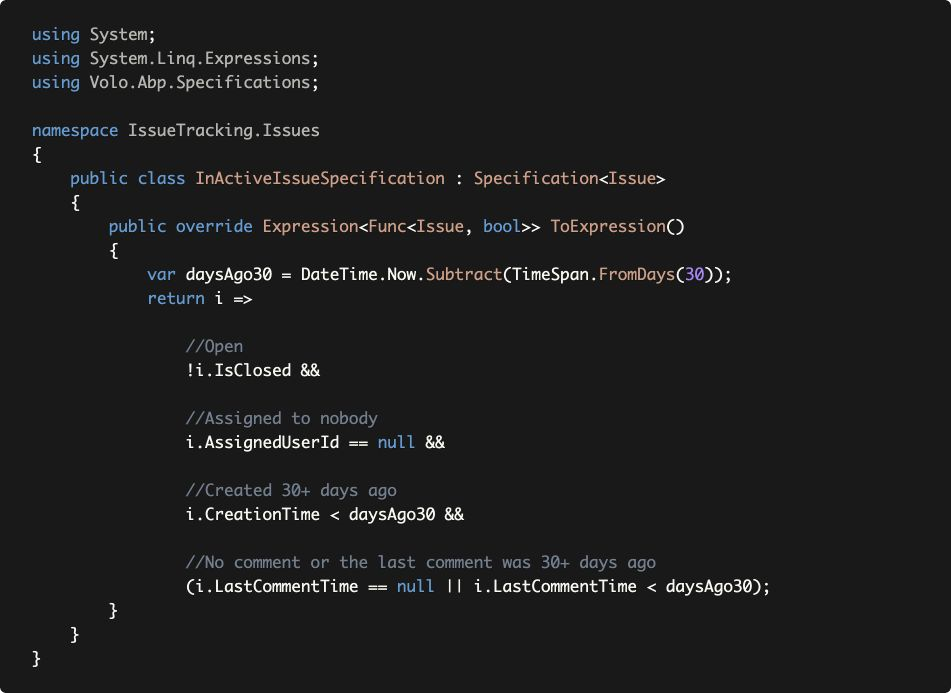 using System;
using System.Linq.Expressions;
using Volo.Abp.Specifications;

namespace IssueTracking.Issues
{
    public class InActiveIssueSpecification : Specification<Issue>
    {
        public override Expression<Func<Issue, bool>> ToExpression()
        {
            var daysAgo30 = DateTime.Now.Subtract(TimeSpan.FromDays(30));
            return i =>

                //Open
                !i.IsClosed &&

                //Assigned to nobody
                i.AssignedUserId == null &&

                //Created 30+ days ago
                i.CreationTime < daysAgo30 &&

                //No comment or the last comment was 30+ days ago
                (i.LastCommentTime == null || i.LastCommentTime < daysAgo30);
        }
    }
}